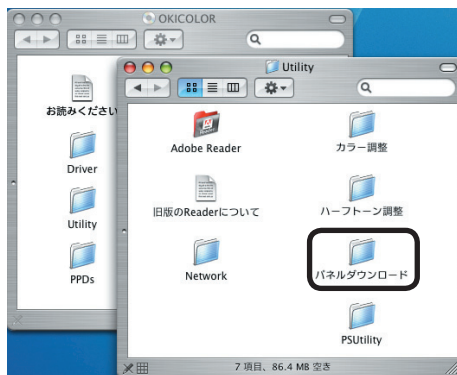 OKICOLOR
お読みください
Driver
Utility
PPDs
Utility
Adobe Reader
カラー調整
旧版のReaderについて
ハーフトーン調整
Network
パネルダウンロード
PSUtility
7 項目、86.4 MB 空き